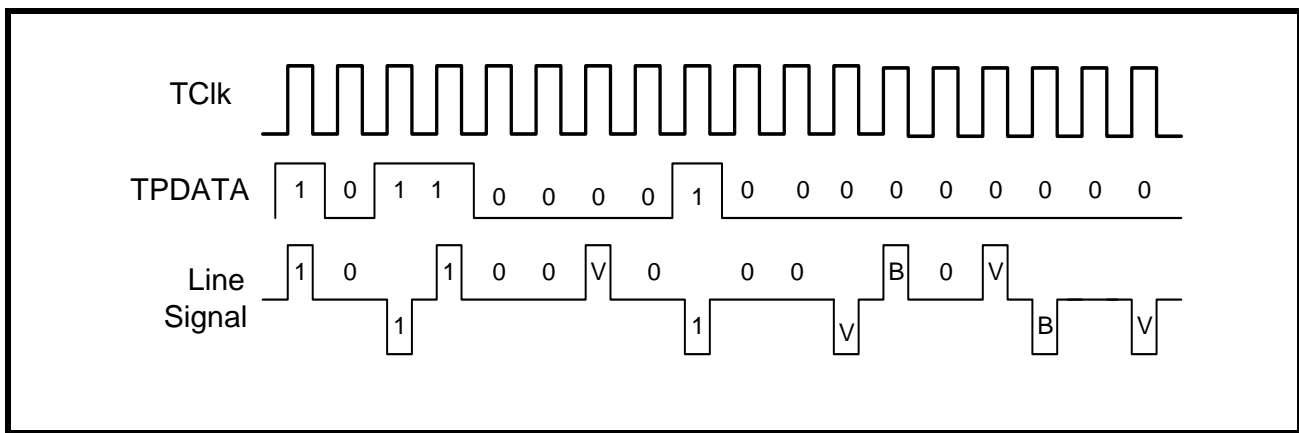 TClk
TPDATA 1 0 1 1 0 0 0 0 1 0 0 0 0 0 0 0 0 0
Line Signal 1 0 1 1 0 0 V 0 1 0 0 V B 0 V B V